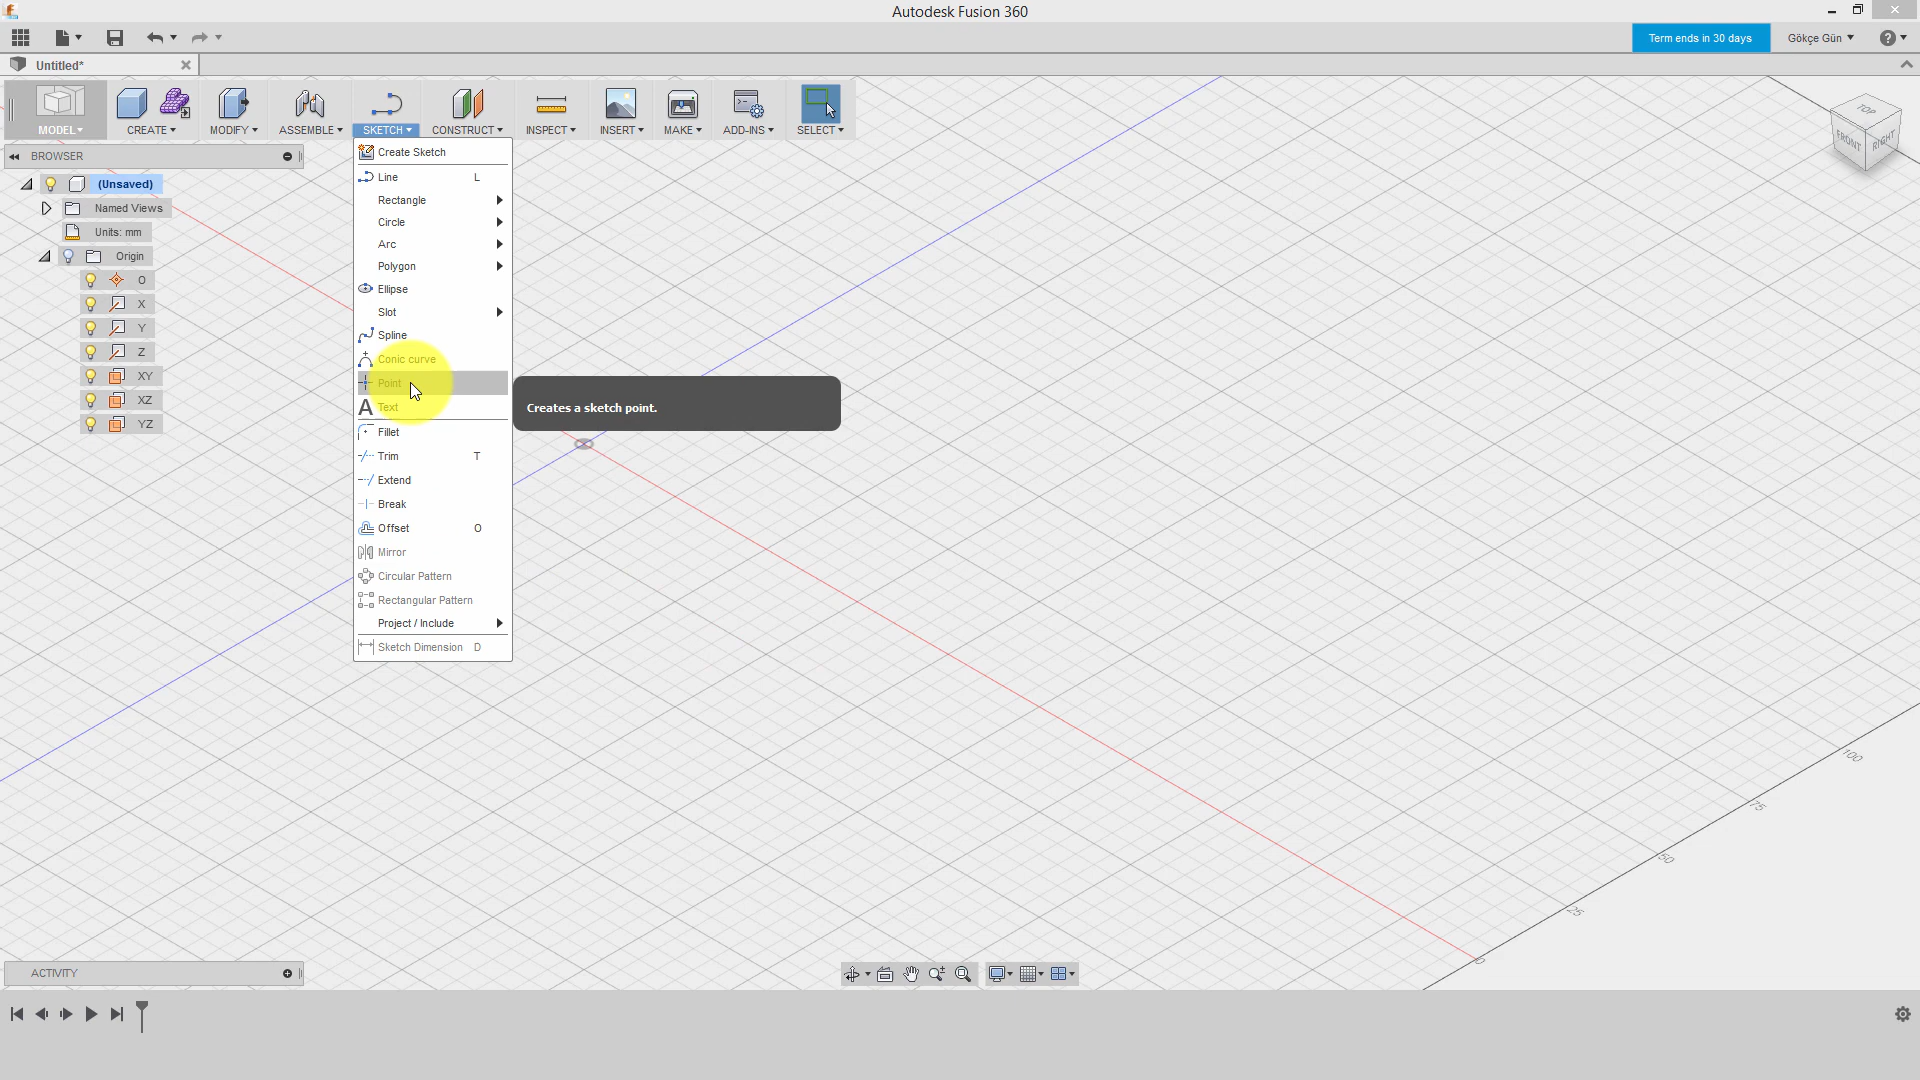 Autodesk Fusion 360
Term ends in 30 days
Gökçe Gün
Untitled*
MODEL
CREATE
MODIFY
ASSEMBLE
SKETCH
CONSTRUCT
INSPECT
INSERT
MAKE
ADD-INS
SELECT
TOP
FRONT
RIGHT
BROWSER
(Unsaved)
Named Views
Units: mm
Origin
O
X
Y
Z
XY
XZ
YZ
Create Sketch
Line L
Rectangle
Circle
Arc
Polygon
Ellipse
Slot
Spline
Conic curve
Point
Text
Fillet
Trim T
Extend
Break
Offset O
Mirror
Circular Pattern
Rectangular Pattern
Project / Include
Sketch Dimension D
Creates a sketch point.
100
75
50
25
0
ACTIVITY